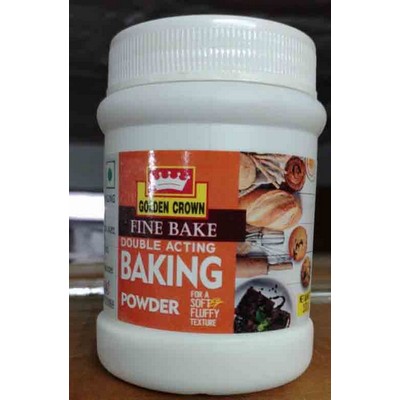 GOLDEN CROWN
FINE BAKE
DOUBLE ACTING
BAKING
POWDER
FOR A
SOFT
FLUFFY
TEXTURE